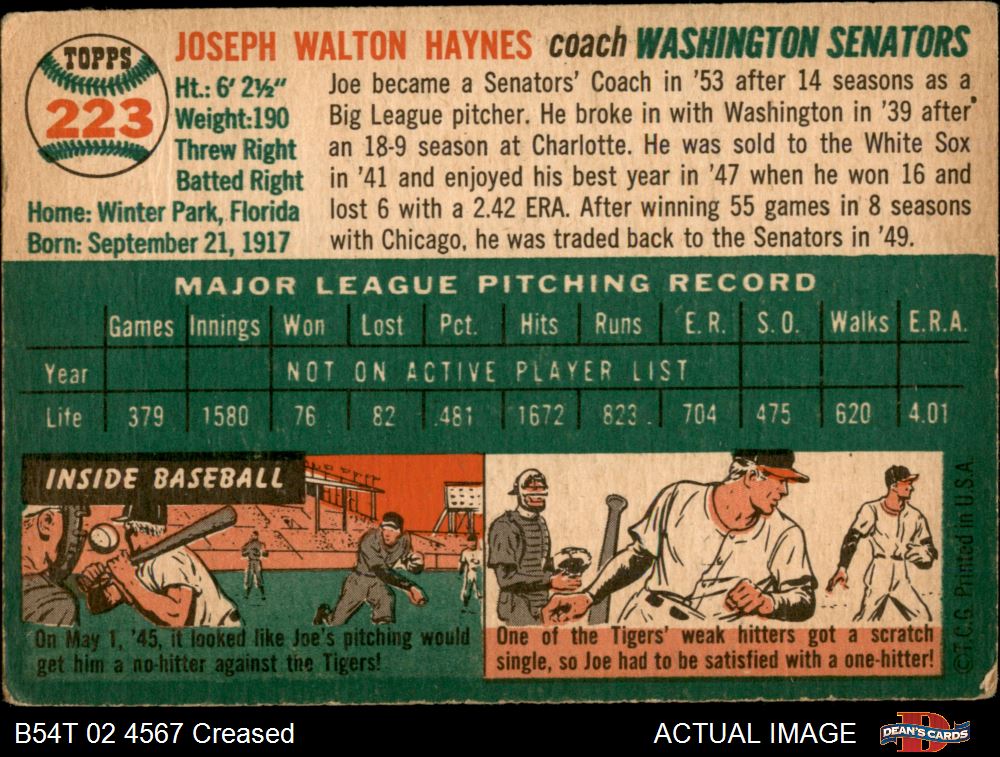 TOPPS
223
JOSEPH WALTON HAYNES coach WASHINGTON SENATORS
Ht.: 6' 2½"
Weight:190
Threw Right
Batted Right
Home: Winter Park, Florida
Born: September 21, 1917
Joe became a Senators' Coach in '53 after 14 seasons as a
Big League pitcher. He broke in with Washington in '39 after
an 18-9 season at Charlotte. He was sold to the White Sox
in '41 and enjoyed his best year in '47 when he won 16 and
lost 6 with a 2.42 ERA. After winning 55 games in 8 seasons
with Chicago, he was traded back to the Senators in '49.
MAJOR LEAGUE PITCHING RECORD
Games Innings Won Lost Pct. Hits Runs E.R. S.O. Walks E.R.A.
Year NOT ON ACTIVE PLAYER LIST
Life 379 1580 76 82 .481 1672 823 704 475 620 4.01
INSIDE BASEBALL
On May 1, '45, it looked like Joe's pitching would
get him a no-hitter against the Tigers!
One of the Tigers' weak hitters got a scratch
single, so Joe had to be satisfied with a one-hitter!
©T.C.G. Printed in U.S.A.
B54T 02 4567 Creased
ACTUAL IMAGE
DEAN'S CARDS